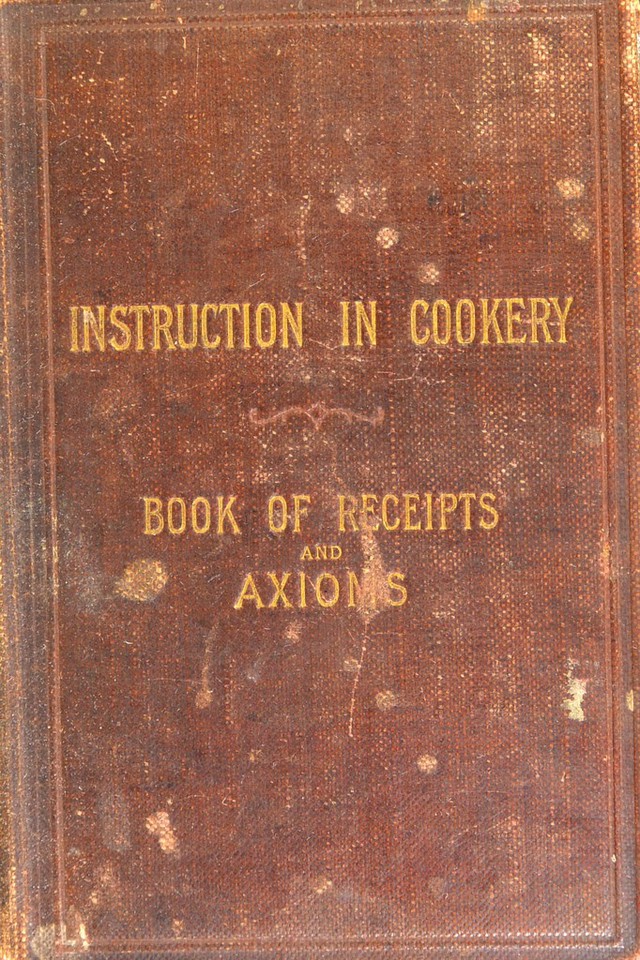 INSTRUCTION IN COOKERY
BOOK OF RECEIPTS
AND
AXIOMS